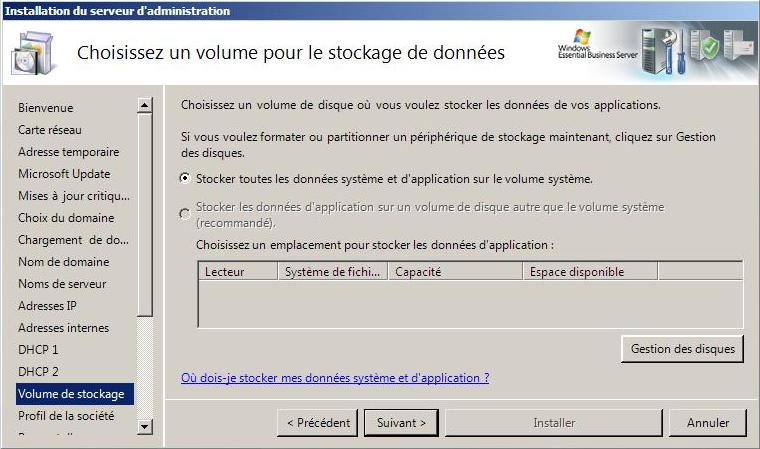 Installation du serveur d'administration
Choisissez un volume pour le stockage de données
Windows
Essential Business Server
Bienvenue
Carte réseau
Adresse temporaire
Microsoft Update
Mises à jour critiqu...
Choix du domaine
Chargement de do...
Nom de domaine
Noms de serveur
Adresses IP
Adresses internes
DHCP 1
DHCP 2
Volume de stockage
Profil de la société
Choisissez un volume de disque où vous voulez stocker les données de vos applications.
Si vous voulez formater ou partitionner un périphérique de stockage maintenant, cliquez sur Gestion
des disques.
Stocker toutes les données système et d'application sur le volume système.
Stocker les données d'application sur un volume de disque autre que le volume système
(recommandé).
Choisissez un emplacement pour stocker les données d'application :
Lecteur Système de fichi... Capacité Espace disponible
Gestion des disques
Où dois-je stocker mes données système et d'application ?
< Précédent Suivant > Installer Annuler